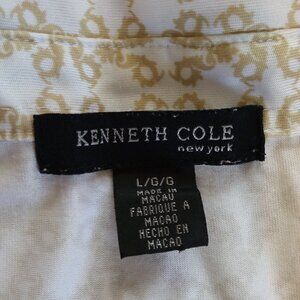 KENNETH COLE
new york
L/G/G
MADE IN
MACAU
FABRIQUE A
MACAO
HECHO EN
MACAO